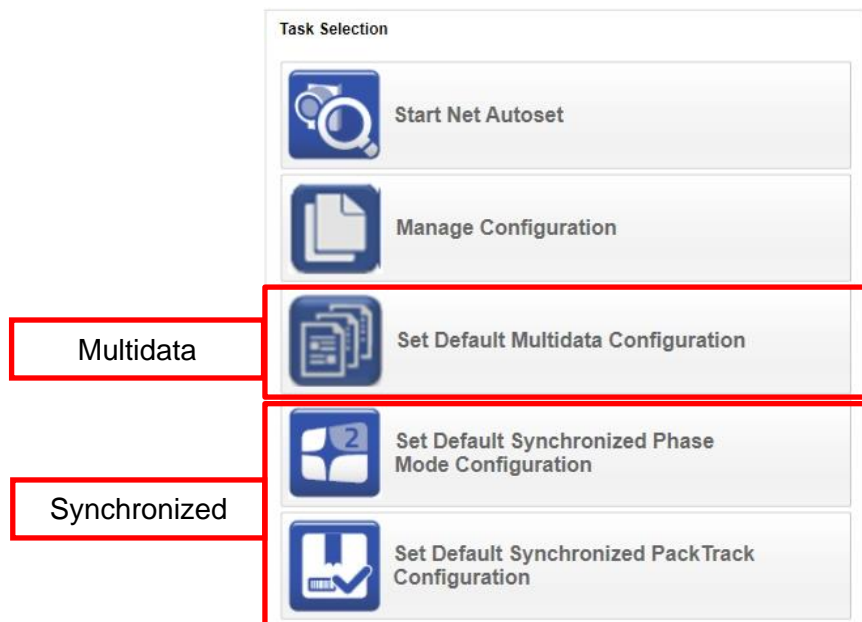 Task Selection
Start Net Autoset
Manage Configuration
Multidata
Set Default Multidata Configuration
2
Set Default Synchronized Phase
Mode Configuration
Synchronized
Set Default Synchronized PackTrack
Configuration